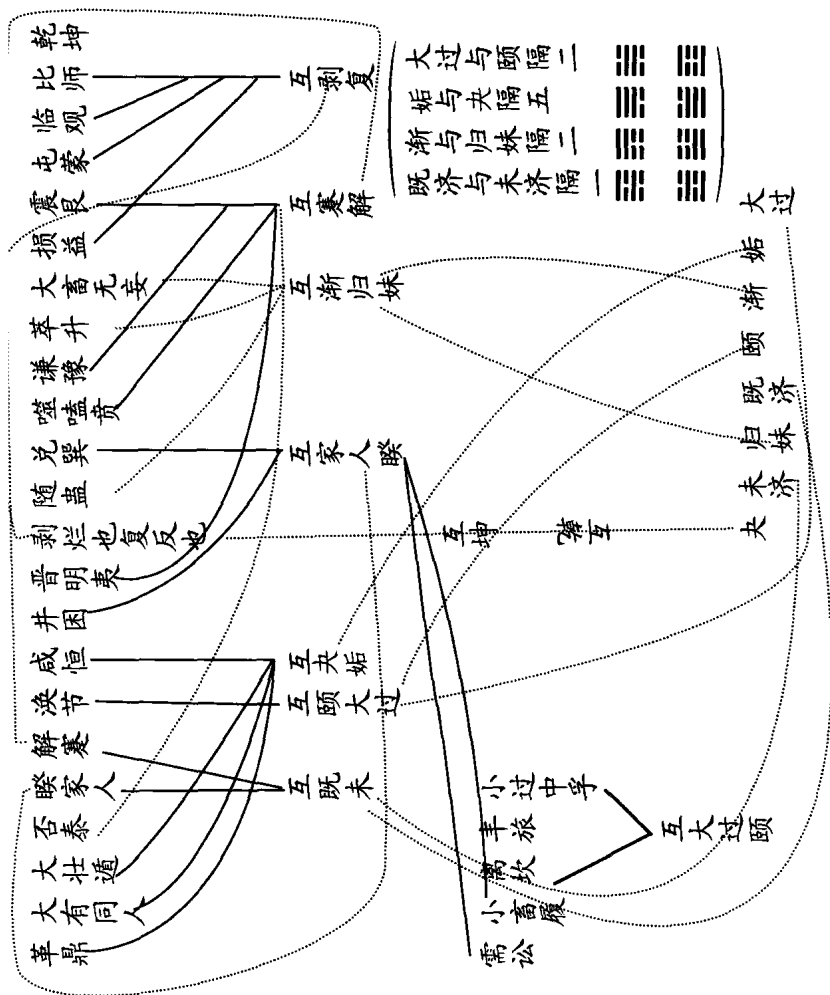 乾坤
比师
临观
屯蒙
震艮
损益
大畜无妄
萃升
谦豫
噬嗑贲
兑巽
随蛊
剥烂也复反也
晋明夷
井困
咸恒
涣节
解蹇
睽家人
否泰
大壮遁
大有同人
革鼎
互剥复
互蹇解
互渐归妹
互家人睽
互夬姤
互颐大过
互既未
大过与颐隔二
姤与夬隔五
渐与归妹隔二
既济与未济隔一
互坤
小过中孚
丰旅
离坎
小畜履
需讼
互大过颐
大过
姤
渐
颐
既济
归妹
未济
夬